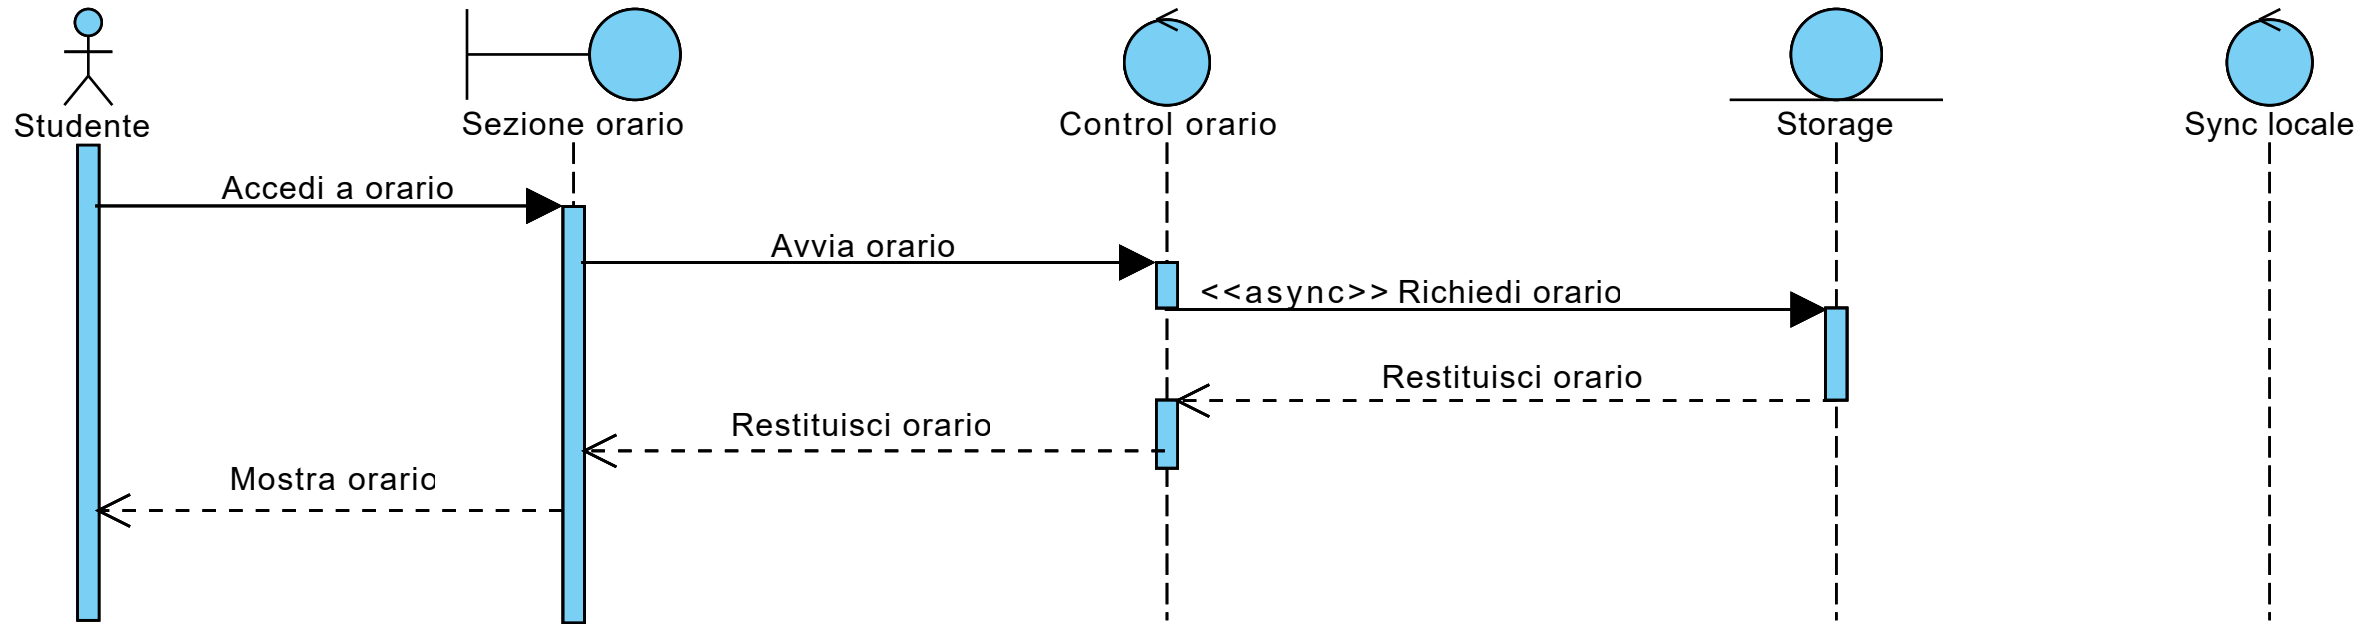 Studente
Sezione orario
Control orario
Storage
Sync locale
Accedi a orario
Avvia orario
<<async>> Richiedi orario
Restituisci orario
Restituisci orario
Mostra orario